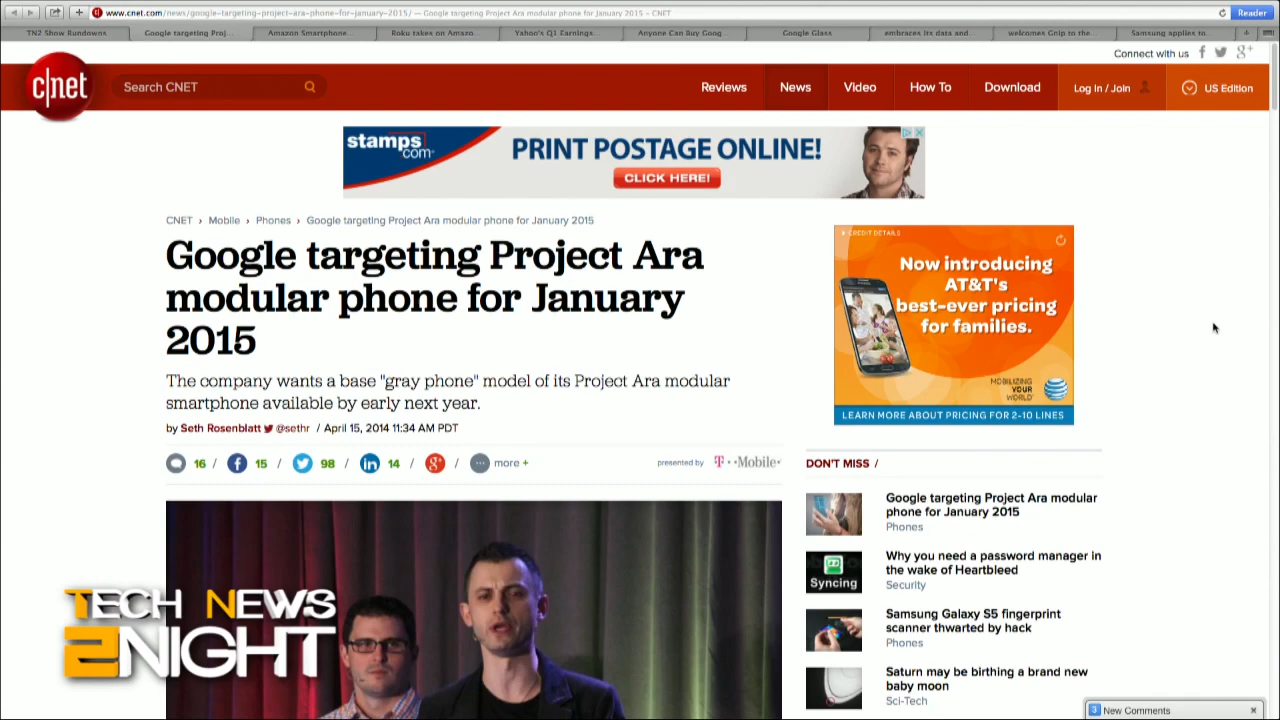 www.cnet.com/news/google-targeting-project-ara-phone-for-january-2015/ — Google targeting Project Ara modular phone for January 2015 – CNET
Reader
TN2 Show Rundowns
Google targeting Proj...
Amazon Smartphone...
Roku takes on Amazo...
Yahoo's Q1 Earnings...
Anyone Can Buy Goog...
Google Glass
embraces its data and...
welcomes Gnip to the...
Samsung applies to...
Connect with us
c|net
Search CNET
Reviews
News
Video
How To
Download
Log In / Join
US Edition
stamps.com
PRINT POSTAGE ONLINE!
CLICK HERE!
CNET › Mobile › Phones › Google targeting Project Ara modular phone for January 2015
Google targeting Project Ara
modular phone for January
2015
The company wants a base "gray phone" model of its Project Ara modular
smartphone available by early next year.
by Seth Rosenblatt @sethr / April 15, 2014 11:34 AM PDT
16 / 15 / 98 / 14 / / more +
presented by T··Mobile·
CREDIT DETAILS
Now introducing
AT&T's
best-ever pricing
for families.
MOBILIZING
YOUR
WORLD
LEARN MORE ABOUT PRICING FOR 2-10 LINES
DON'T MISS /
Google targeting Project Ara modular
phone for January 2015
Phones
Why you need a password manager in
the wake of Heartbleed
Security
Syncing
Samsung Galaxy S5 fingerprint
scanner thwarted by hack
Phones
Saturn may be birthing a brand new
baby moon
Sci-Tech
TECH NEWS
2NIGHT
3 New Comments